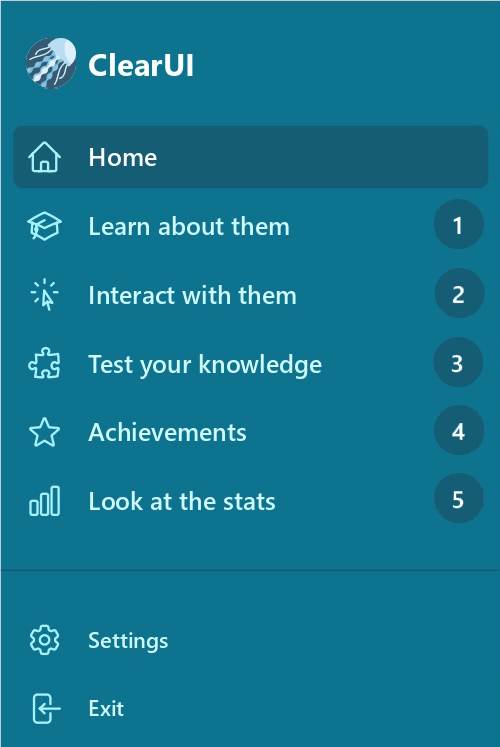 ClearUI
Home
Learn about them 1
Interact with them 2
Test your knowledge 3
Achievements 4
Look at the stats 5
Settings
Exit